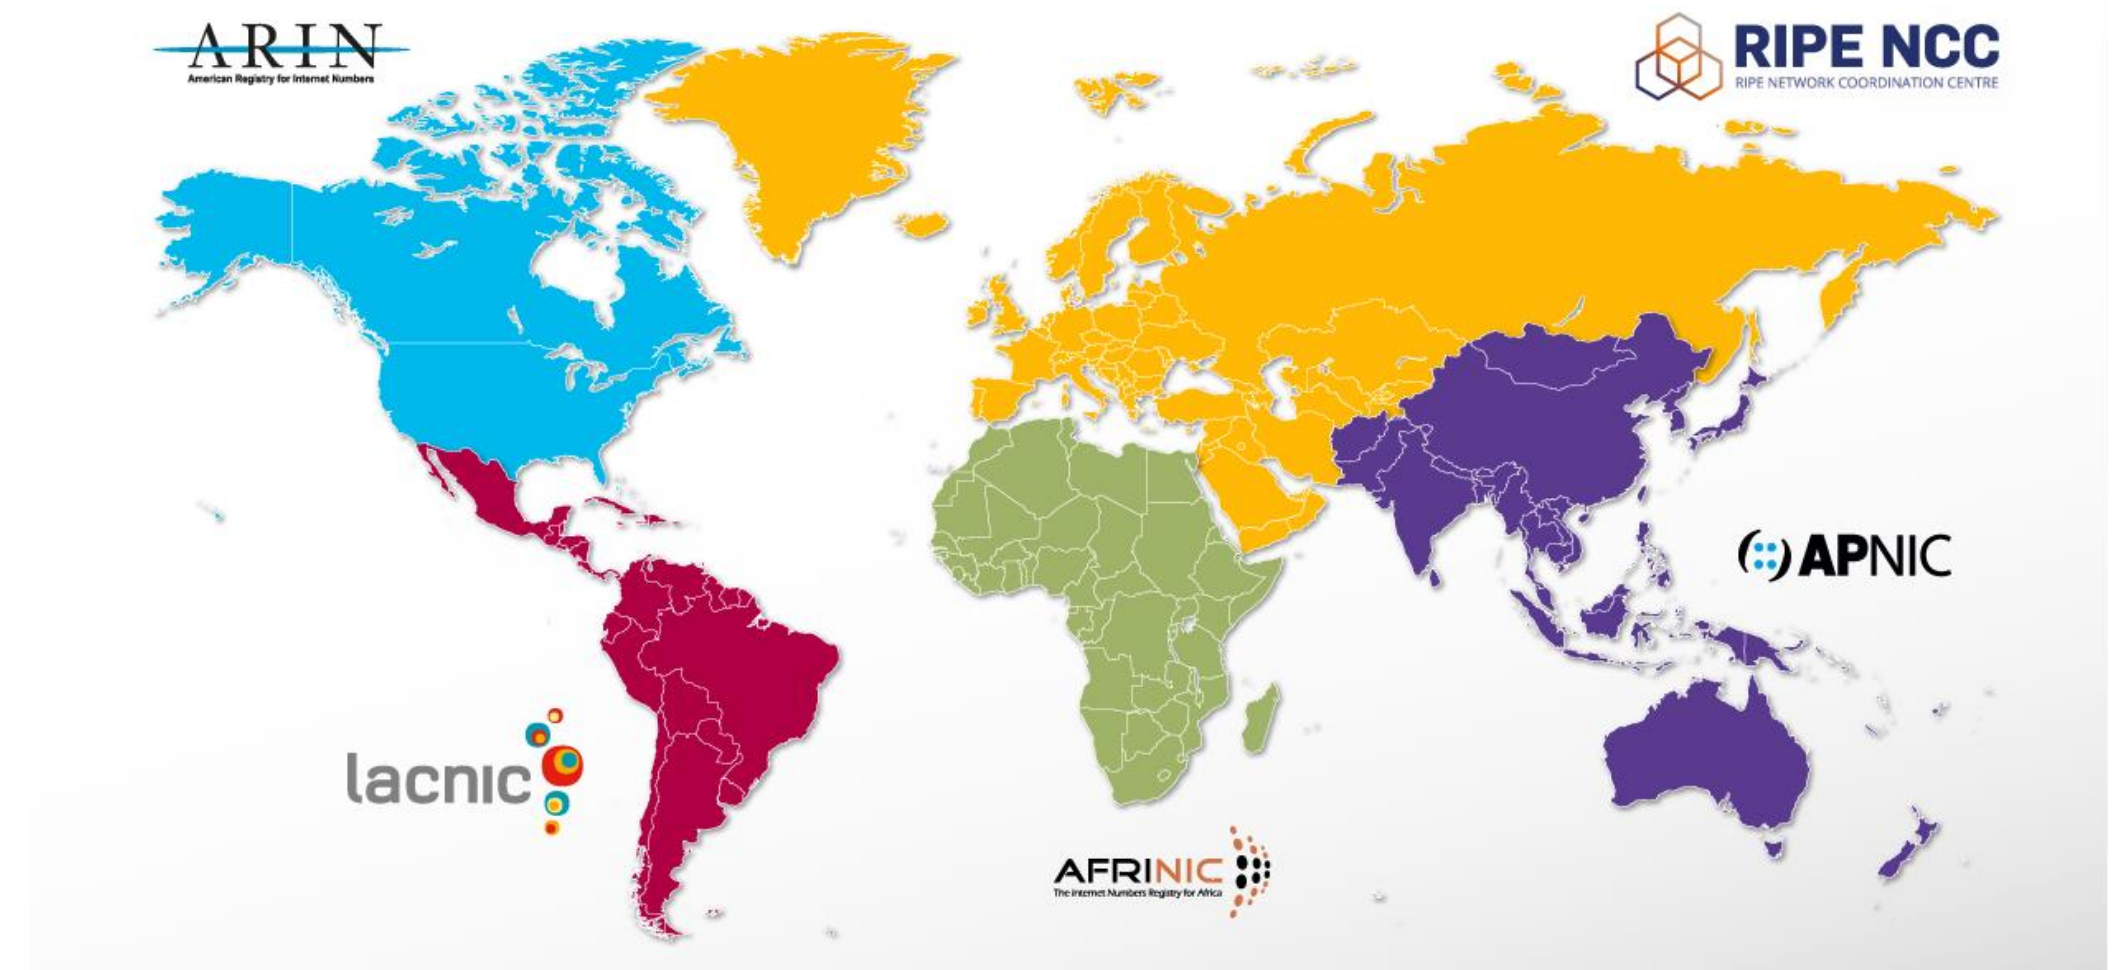 ARIN
American Registry for Internet Numbers
RIPE NCC
RIPE NETWORK COORDINATION CENTRE
APNIC
lacnic
AFRINIC
The Internet Numbers Registry for Africa